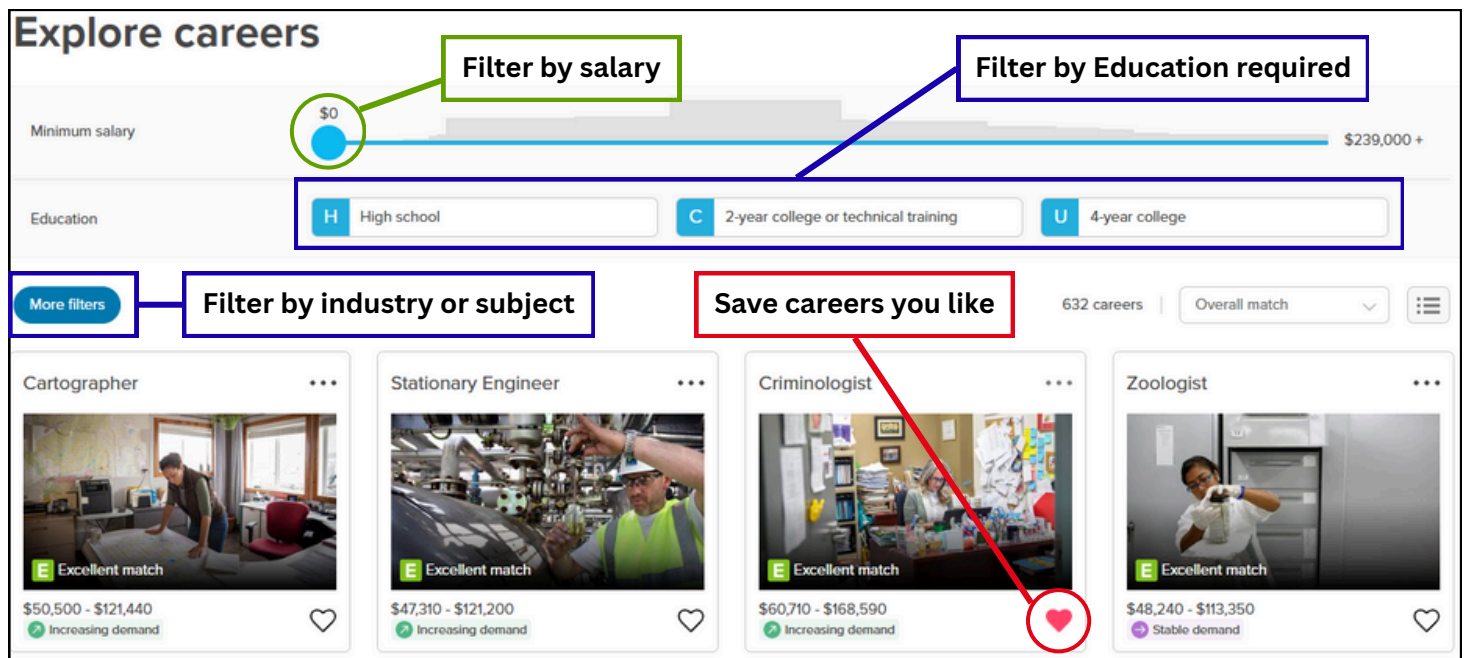 Explore careers
Filter by salary
Filter by Education required
$0
Minimum salary
$239,000 +
Education
H High school
C 2-year college or technical training
U 4-year college
More filters
Filter by industry or subject
Save careers you like
632 careers
Overall match
Cartographer
Stationary Engineer
Criminologist
Zoologist
E Excellent match
E Excellent match
E Excellent match
E Excellent match
$50,500 - $121,440
$47,310 - $121,200
$60,710 - $168,590
$48,240 - $113,350
Increasing demand
Increasing demand
Increasing demand
Stable demand